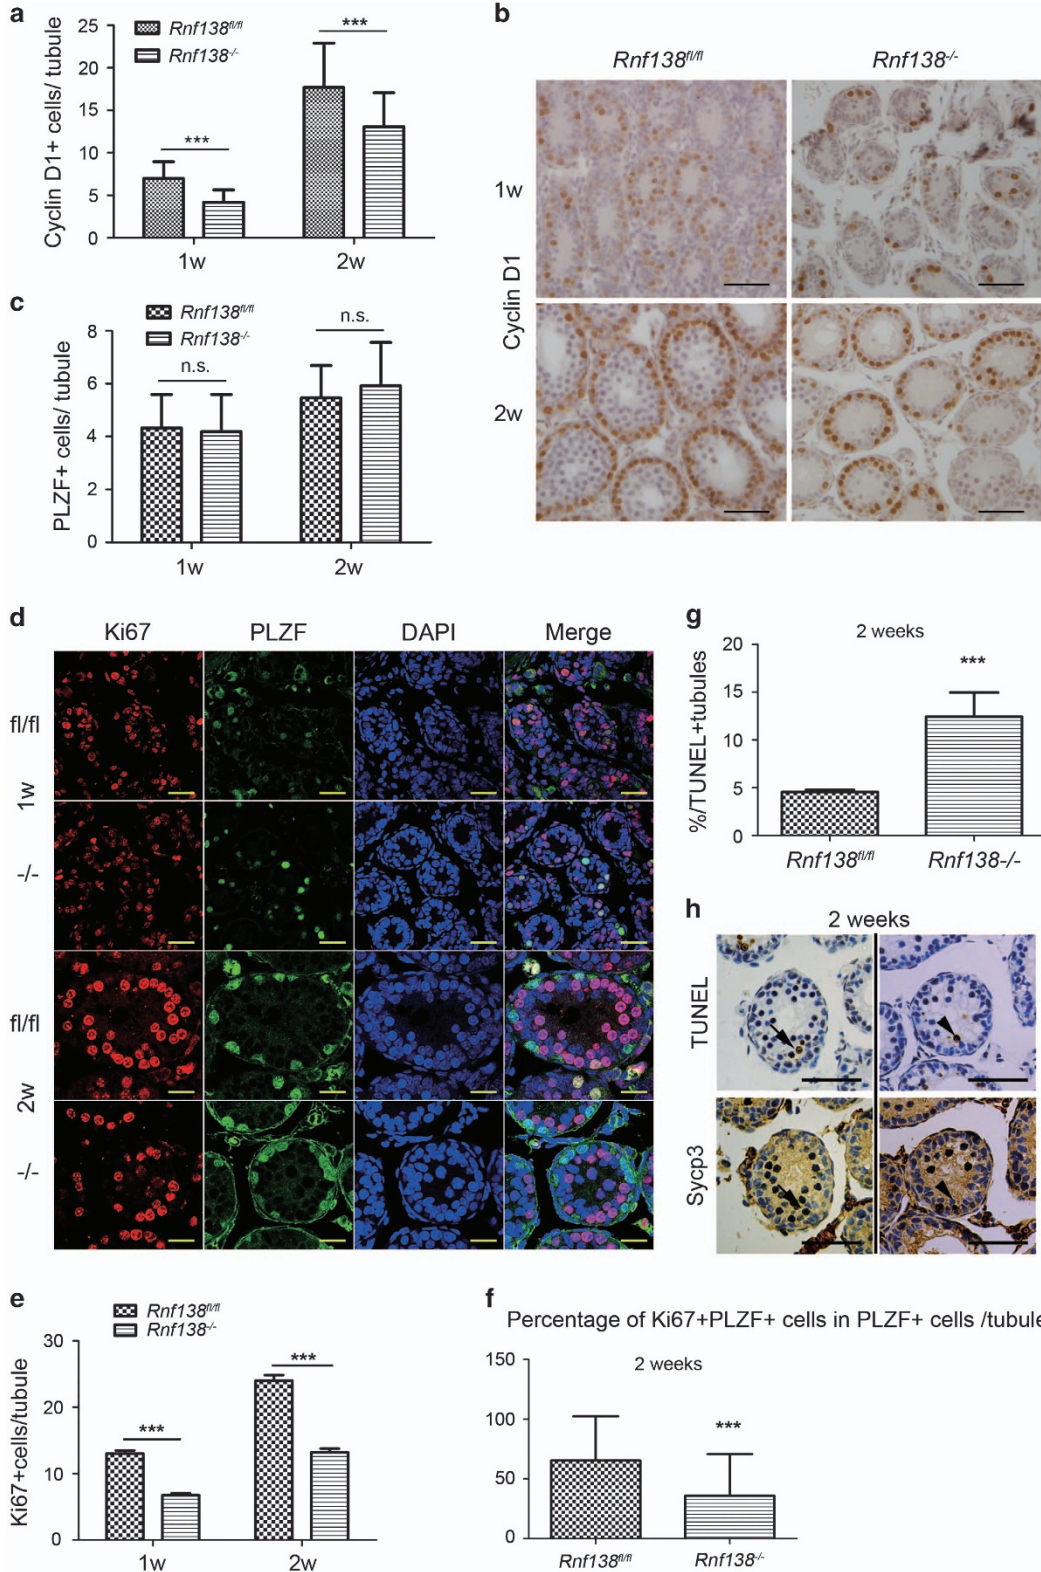 a
Cyclin D1+ cells/ tubule
25
20
15
10
5
0
Rnf138fl/fl
Rnf138-/-
***
***
1w
2w
b
Rnf138fl/fl
Rnf138-/-
Cyclin D1
1w
2w
c
PLZF+ cells/ tubule
8
6
4
2
0
Rnf138fl/fl
Rnf138-/-
n.s.
n.s.
1w
2w
d
Ki67 PLZF DAPI Merge
fl/fl
1w
-/-
fl/fl
2w
-/-
g
2 weeks
%/TUNEL+tubules
20
15
10
5
0
***
Rnf138fl/fl
Rnf138-/-
h
2 weeks
TUNEL
Sycp3
e
Ki67+cells/tubule
30
20
10
0
Rnf138fl/fl
Rnf138-/-
***
***
1w
2w
f
Percentage of Ki67+PLZF+ cells in PLZF+ cells /tubule
2 weeks
150
100
50
0
***
Rnf138fl/fl
Rnf138-/-